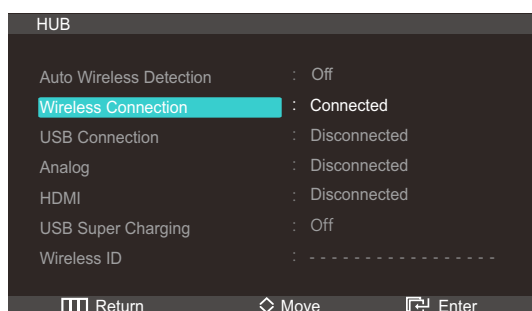 HUB
Auto Wireless Detection : Off
Wireless Connection : Connected
USB Connection : Disconnected
Analog : Disconnected
HDMI : Disconnected
USB Super Charging : Off
Wireless ID : - - - - - - - - - - - - - - - - -
Return Move Enter